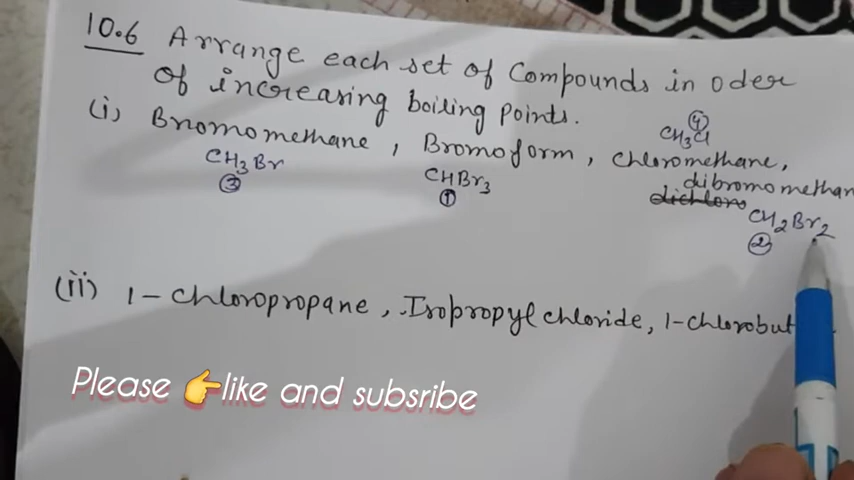 10.6 Arrange each set of Compounds in oder
of increasing boiling points.
CH3Cl ④
(i) Bromomethane, Bromoform, chloromethane,
dibromomethan
CH3Br ③
CHBr3 ①
dichloro
CH2Br2 ②
(ii) 1-chloropropane, Isopropyl chloride, 1-chlorobut
Please 👉 like and subsribe